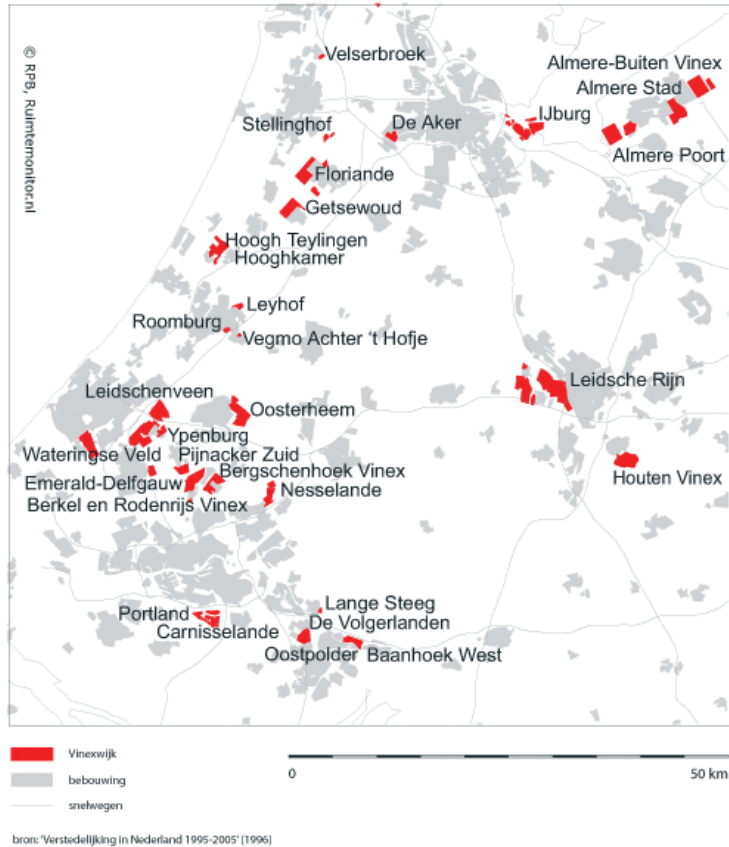 © RPB, Ruimtemonitor.nl
Velserbroek
Almere-Buiten Vinex
Almere Stad
IJburg
De Aker
Stellinghof
Almere Poort
Floriande
Getsewoud
Hoogh Teylingen
Hooghkamer
Leyhof
Roomburg
Vegmo Achter ‘t Hofje
Leidsche Rijn
Leidschenveen
Oosterheem
Ypenburg
Wateringse Veld
Pijnacker Zuid
Bergschenhoek Vinex
Emerald-Delfgauw
Nesselande
Berkel en Rodenrijs Vinex
Houten Vinex
Lange Steeg
Portland
De Volgerlanden
Carnisselande
Oostpolder
Baanhoek West
Vinexwijk
bebouwing
snelwegen
0
50 km
bron: 'Verstedelijking in Nederland 1995-2005' (1996)